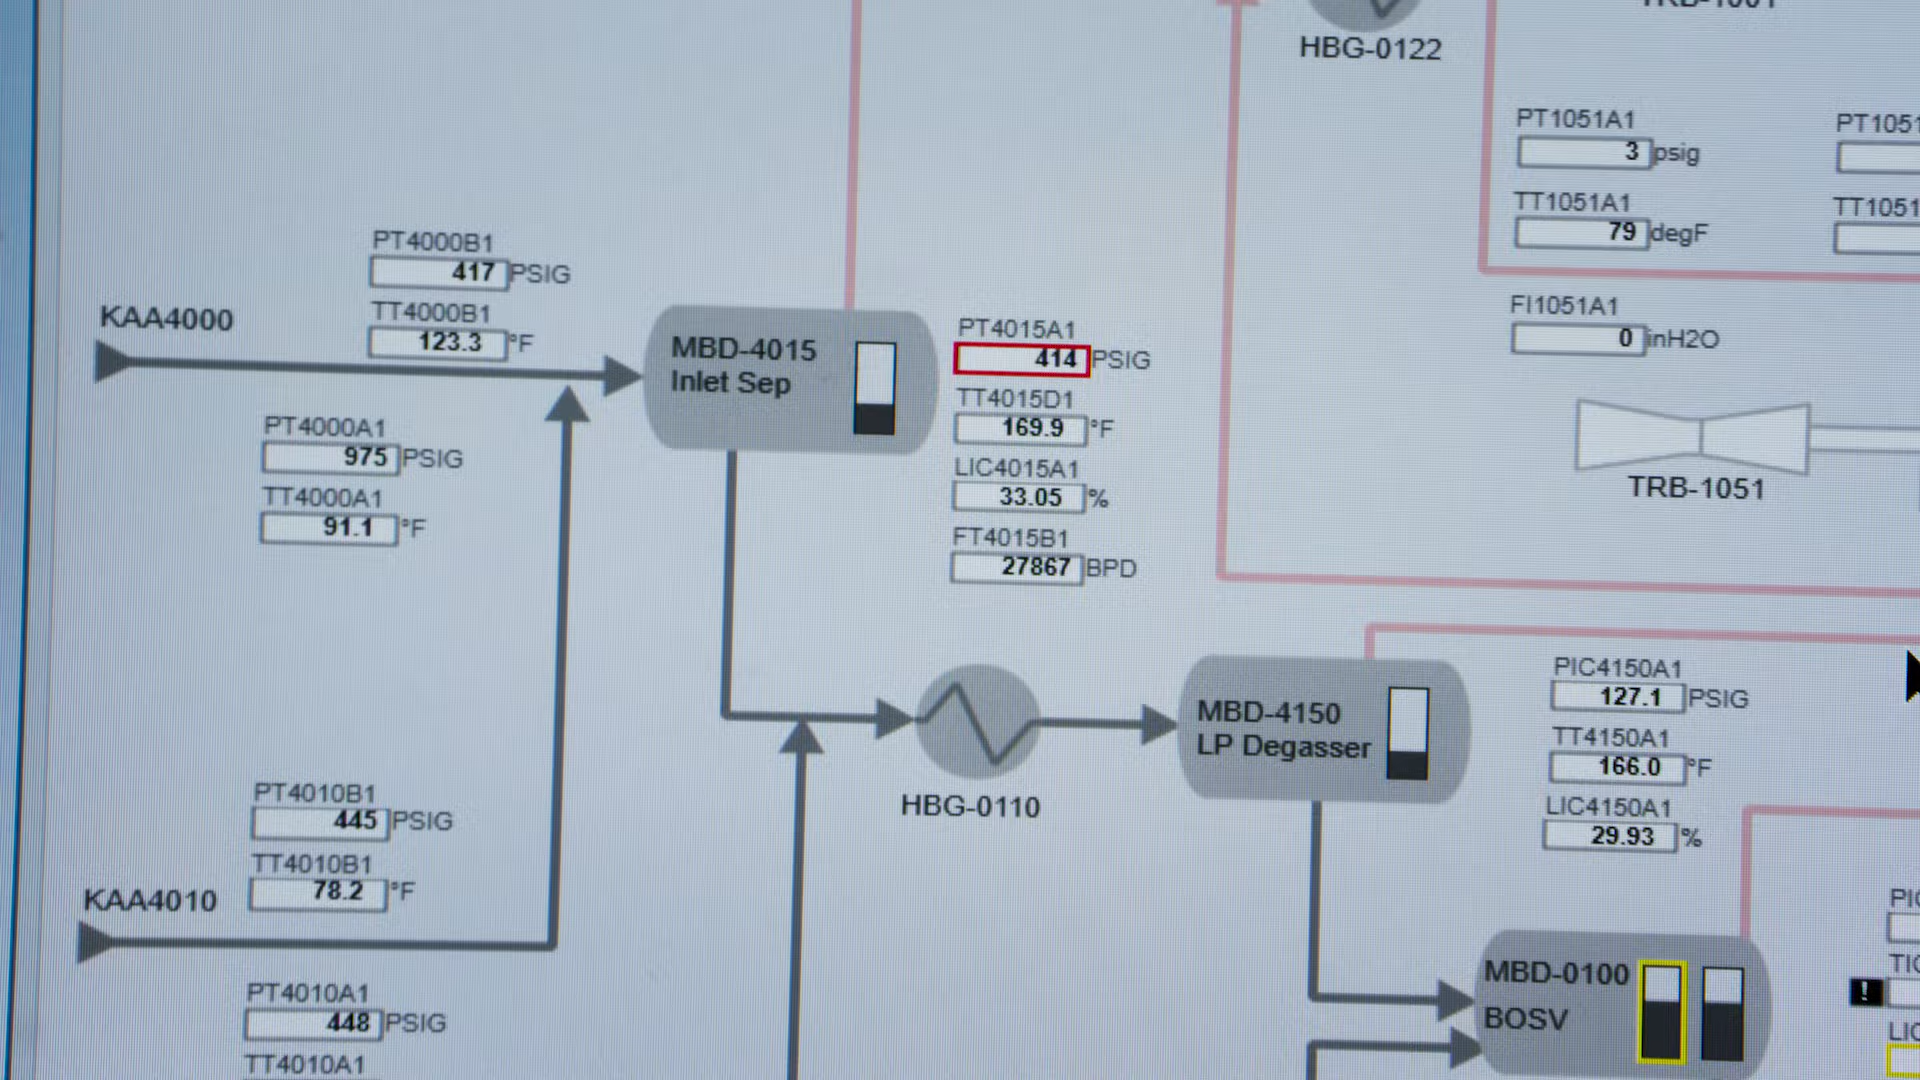 HBG-0122
PT1051A1
3 psig
TT1051A1
79 degF
FI1051A1
0 inH2O
TRB-1051
PT1051
TT1051
PT4000B1
417 PSIG
TT4000B1
123.3 °F
KAA4000
PT4000A1
975 PSIG
TT4000A1
91.1 °F
MBD-4015
Inlet Sep
PT4015A1
414 PSIG
TT4015D1
169.9 °F
LIC4015A1
33.05 %
FT4015B1
27867 BPD
HBG-0110
MBD-4150
LP Degasser
PIC4150A1
127.1 PSIG
TT4150A1
166.0 °F
LIC4150A1
29.93 %
PT4010B1
445 PSIG
TT4010B1
78.2 °F
KAA4010
PT4010A1
448 PSIG
TT4010A1
MBD-0100
BOSV
!